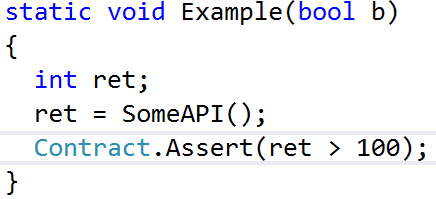 static void Example(bool b)
{
  int ret;
  ret = SomeAPI();
  Contract.Assert(ret > 100);
}